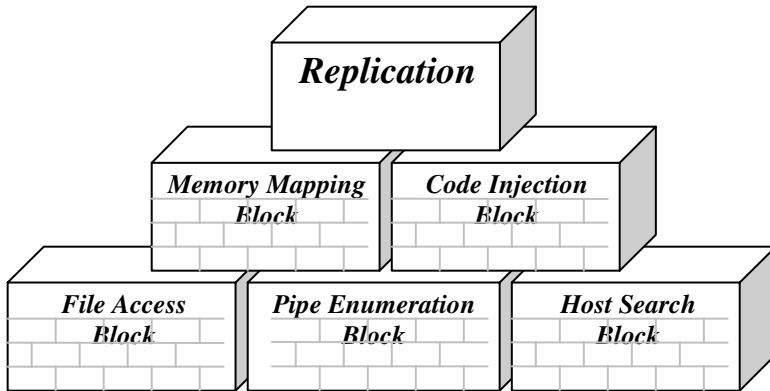 Replication
Memory Mapping
Block
Code Injection
Block
File Access
Block
Pipe Enumeration
Block
Host Search
Block